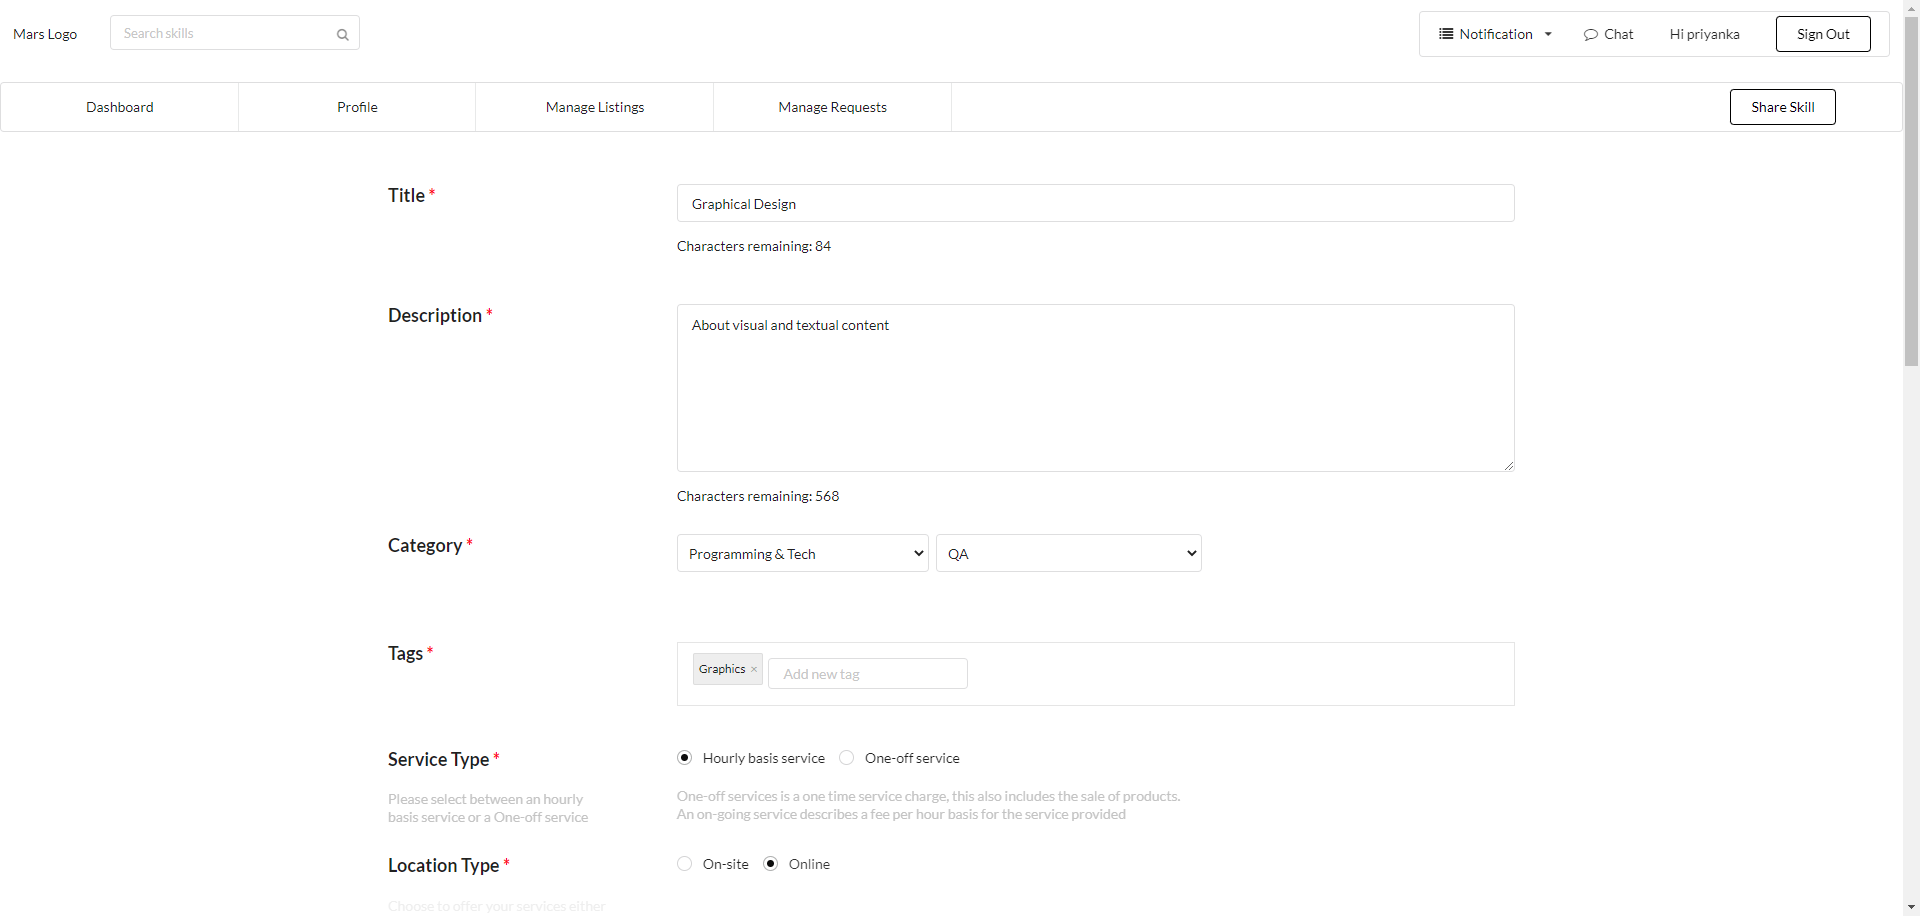 Mars Logo
Search skills
Notification
Chat
Hi priyanka
Sign Out
Dashboard
Profile
Manage Listings
Manage Requests
Share Skill
Title *
Graphical Design
Characters remaining: 84
Description *
About visual and textual content
Characters remaining: 568
Category *
Programming & Tech
QA
Tags *
Graphics ×
Add new tag
Service Type *
Hourly basis service
One-off service
Please select between an hourly
basis service or a One-off service
One-off services is a one time service charge, this also includes the sale of products.
An on-going service describes a fee per hour basis for the service provided
Location Type *
On-site
Online
Choose to offer your services either